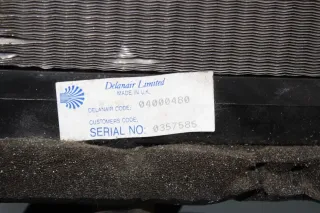 Delanair Limited
MADE IN U.K.
DELANAIR CODE: 04000480
CUSTOMERS CODE:
SERIAL NO: 0357585